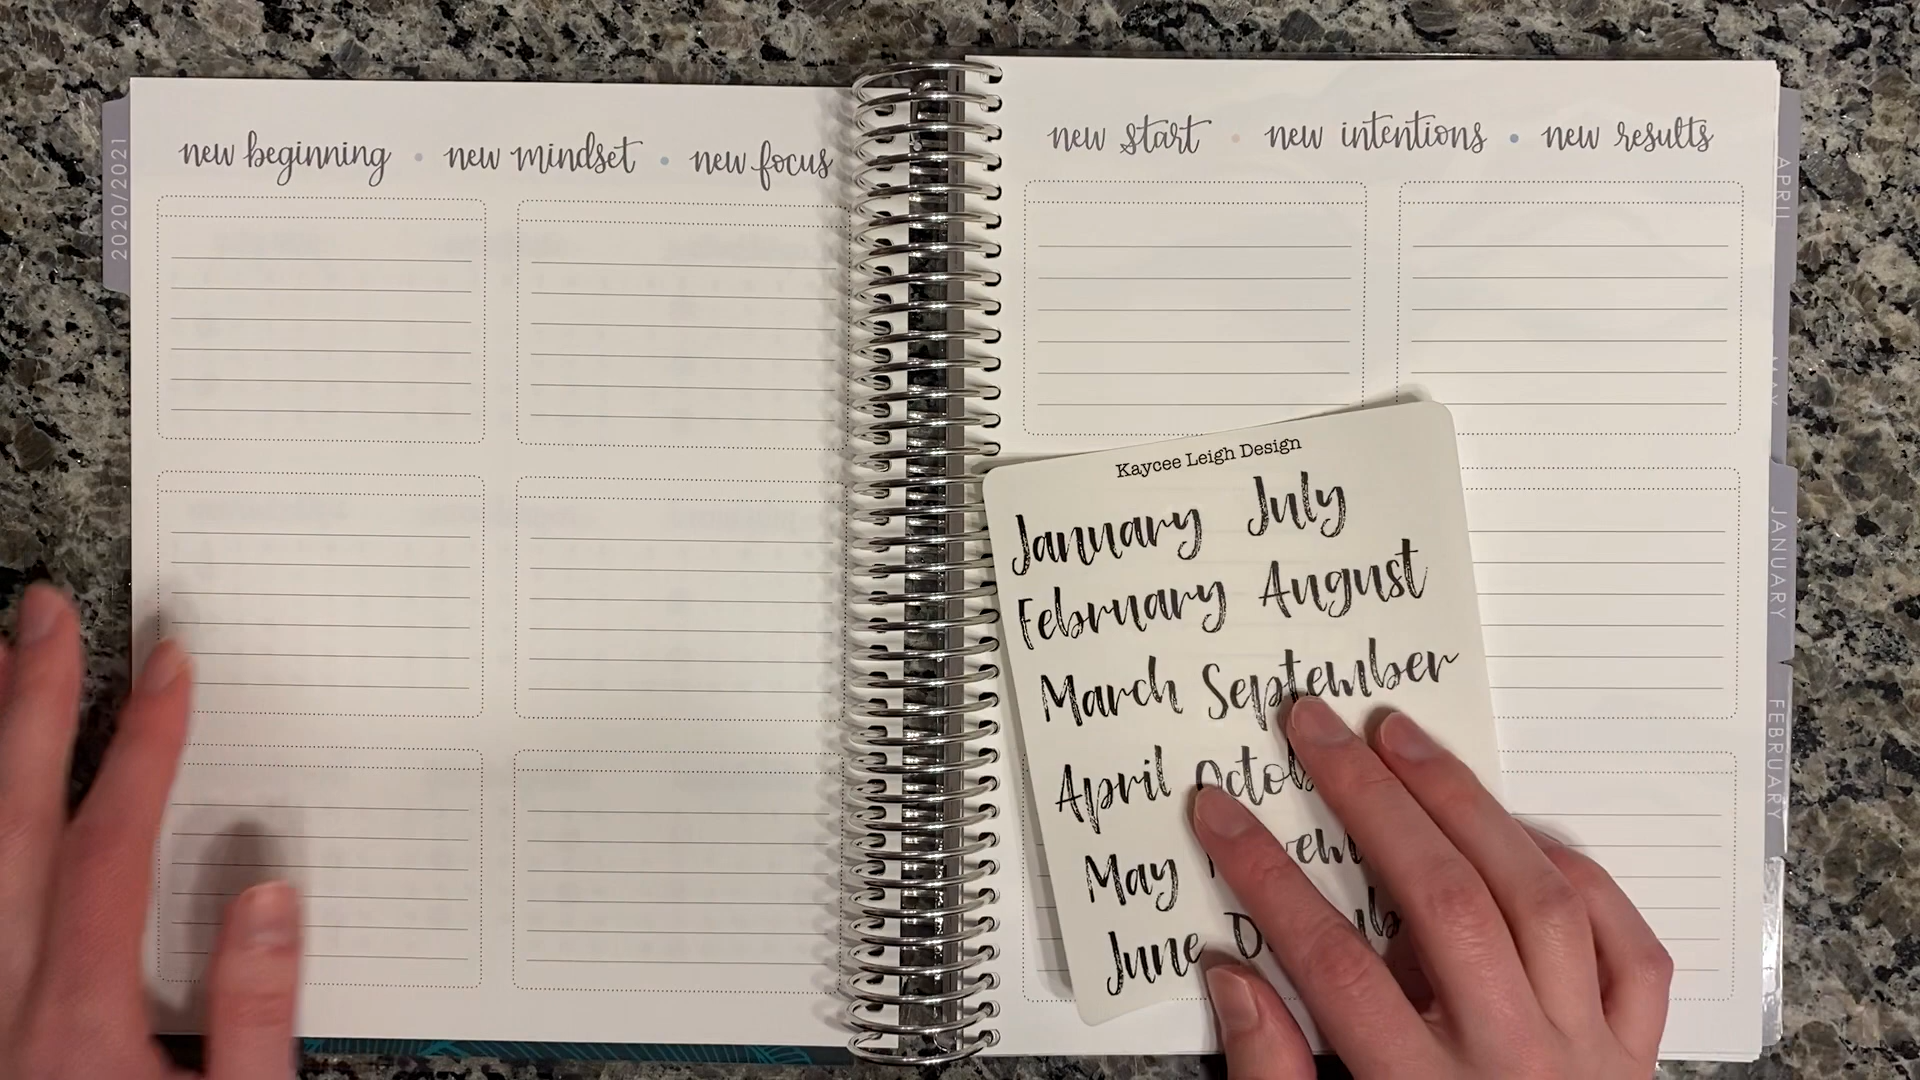 2020/2021
new beginning • new mindset • new focus
new start • new intentions • new results
APRIL
MAY
JANUARY
FEBRUARY
Kaycee Leigh Design
January July
February August
March September
April
May
June